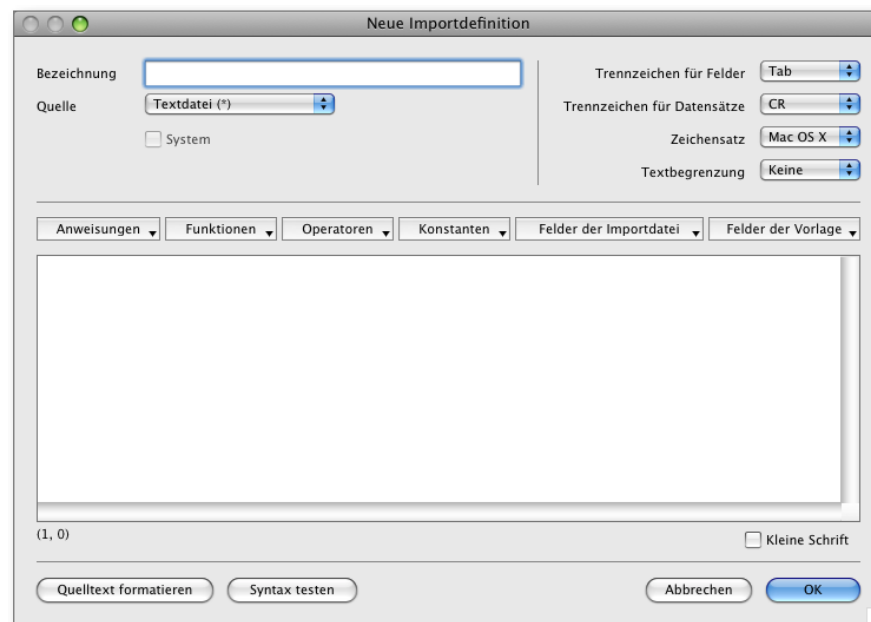 Neue Importdefinition
Bezeichnung
Quelle Textdatei (*)
System
Trennzeichen für Felder Tab
Trennzeichen für Datensätze CR
Zeichensatz Mac OS X
Textbegrenzung Keine
Anweisungen Funktionen Operatoren Konstanten Felder der Importdatei Felder der Vorlage
(1, 0)
Kleine Schrift
Quelltext formatieren Syntax testen Abbrechen OK